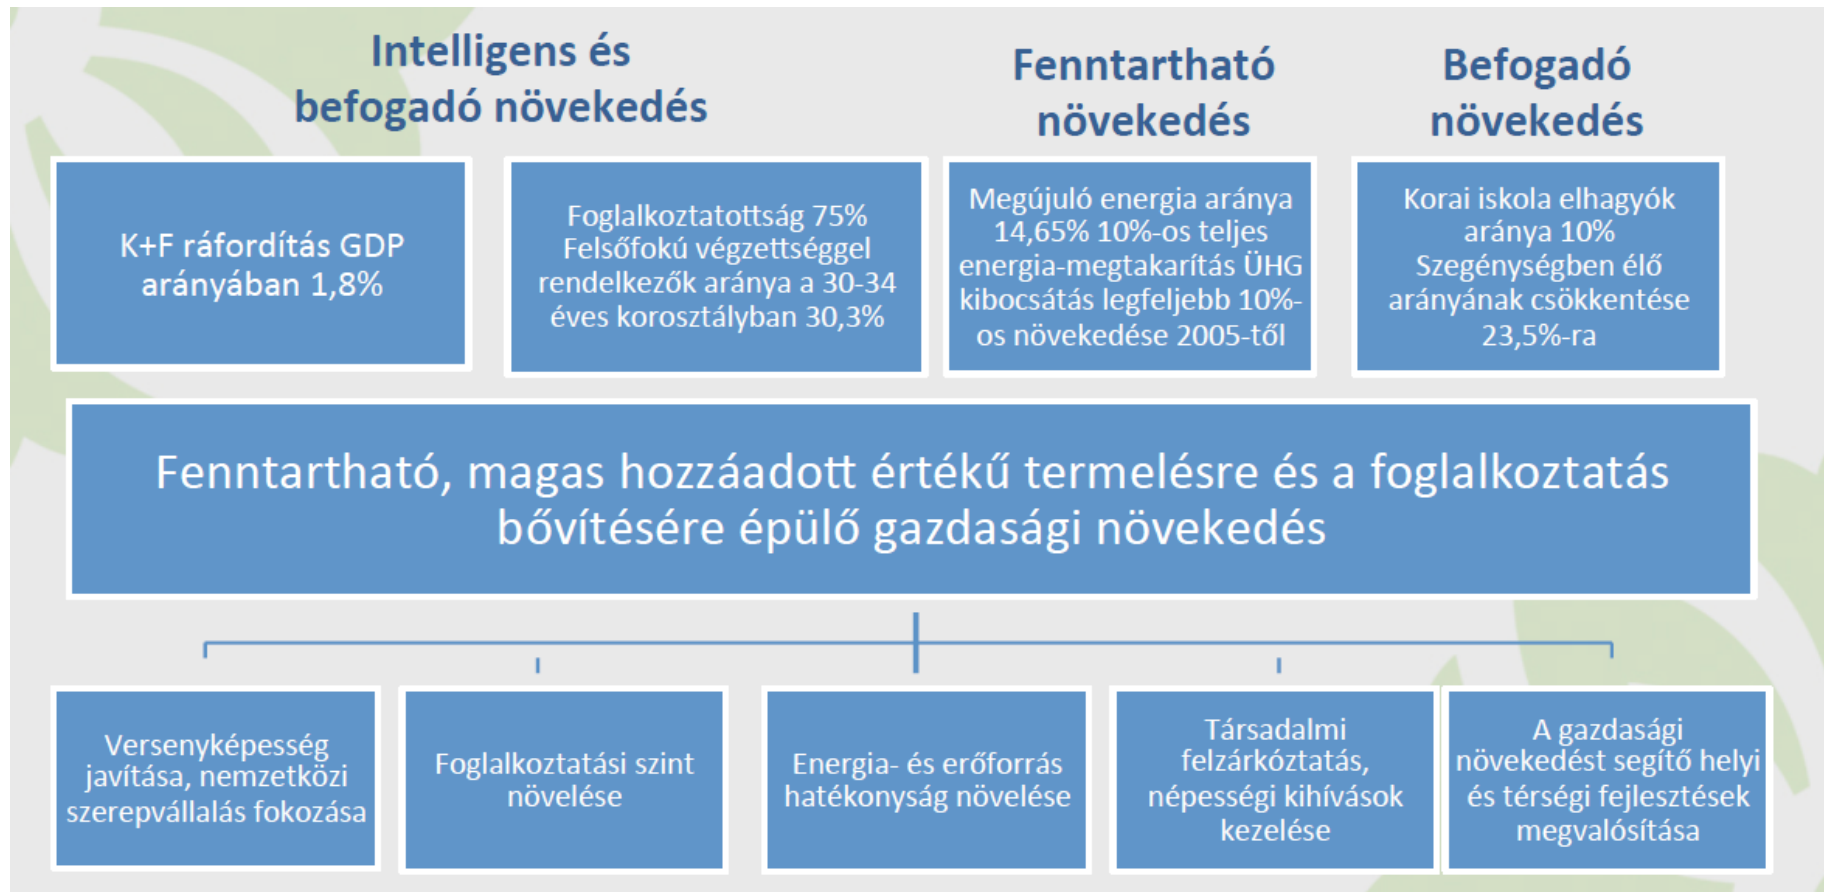 Intelligens és
befogadó növekedés
Fenntartható
növekedés
Befogadó
növekedés
K+F ráfordítás GDP
arányában 1,8%
Foglalkoztatottság 75%
Felsőfokú végzettséggel
rendelkezők aránya a 30-34
éves korosztályban 30,3%
Megújuló energia aránya
14,65% 10%-os teljes
energia-megtakarítás ÜHG
kibocsátás legfeljebb 10%-
os növekedése 2005-től
Korai iskola elhagyók
aránya 10%
Szegénységben élő
arányának csökkentése
23,5%-ra
Fenntartható, magas hozzáadott értékű termelésre és a foglalkoztatás
bővítésére épülő gazdasági növekedés
Versenyképesség
javítása, nemzetközi
szerepvállalás fokozása
Foglalkoztatási szint
növelése
Energia- és erőforrás
hatékonyság növelése
Társadalmi
felzárkóztatás,
népességi kihívások
kezelése
A gazdasági
növekedést segítő helyi
és térségi fejlesztések
megvalósítása